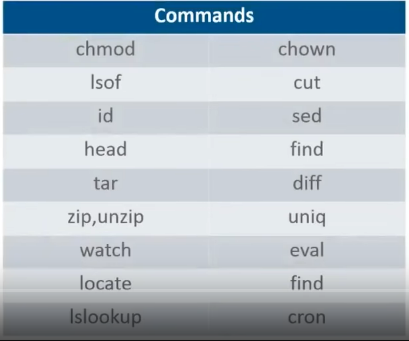 Commands
chmod chown
lsof cut
id sed
head find
tar diff
zip,unzip uniq
watch eval
locate find
lslookup cron